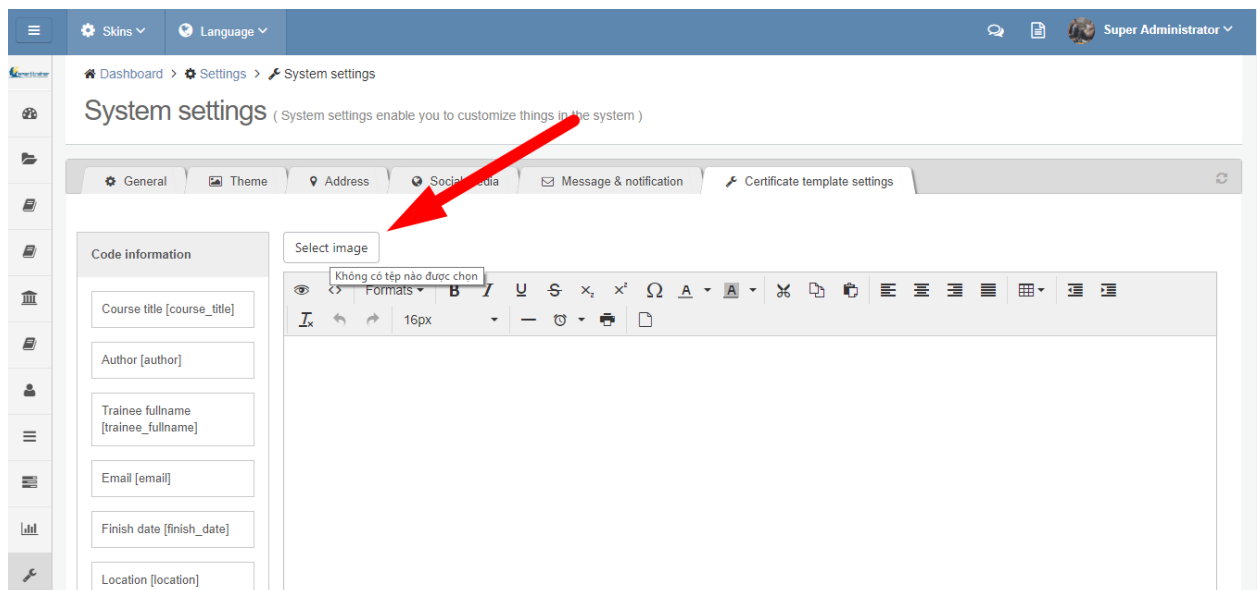 Skins
Language
Super Administrator
Dashboard > Settings > System settings
System settings ( System settings enable you to customize things in the system )
General
Theme
Address
Social Media
Message & notification
Certificate template settings
Code information
Select image
Không có tệp nào được chọn
Formats B I U S x₂ x² Ω A A
Course title [course_title]
Ix 16px
Author [author]
Trainee fullname
[trainee_fullname]
Email [email]
Finish date [finish_date]
Location [location]